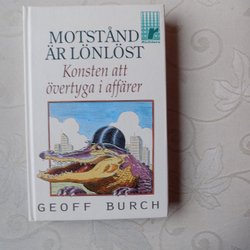 MOTSTÅND
ÄR LÖNLÖST
Konsten att
övertyga i affärer
GEOFF BURCH